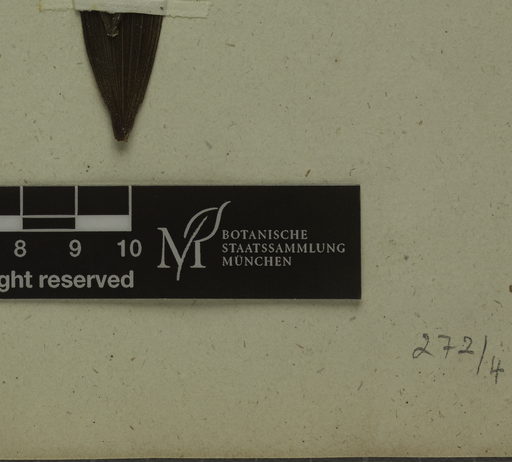 8 9 10
ght reserved
M
BOTANISCHE
STAATSSAMMLUNG
MÜNCHEN
272/4